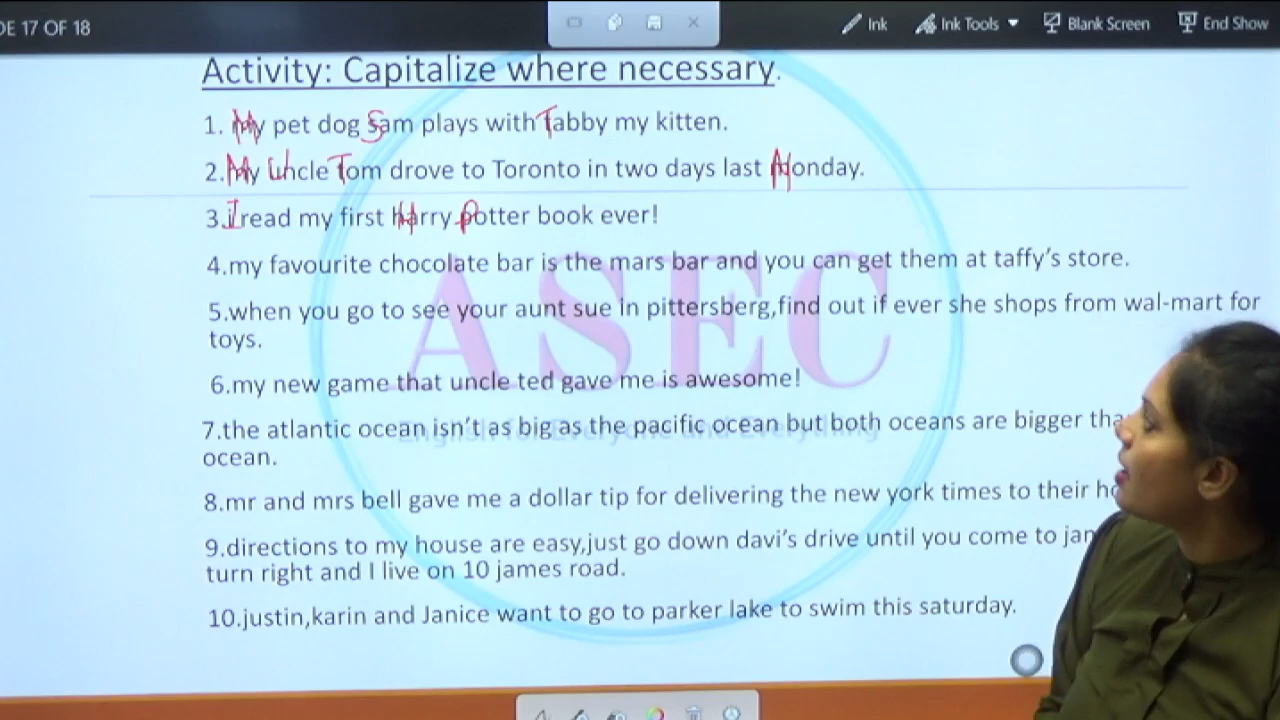 DE 17 OF 18
Ink
Ink Tools
Blank Screen
End Show
Activity: Capitalize where necessary.
1. My pet dog Sam plays with Tabby my kitten.
2.My Uncle Tom drove to Toronto in two days last Monday.
3.I read my first Harry Potter book ever!
4.my favourite chocolate bar is the mars bar and you can get them at taffy's store.
5.when you go to see your aunt sue in pittersberg,find out if ever she shops from wal-mart for
toys.
6.my new game that uncle ted gave me is awesome!
7.the atlantic ocean isn't as big as the pacific ocean but both oceans are bigger tha
ocean.
8.mr and mrs bell gave me a dollar tip for delivering the new york times to their ho
9.directions to my house are easy,just go down davi's drive until you come to jam
turn right and I live on 10 james road.
10.justin,karin and Janice want to go to parker lake to swim this saturday.
ASEC
English for Everyone and Everything